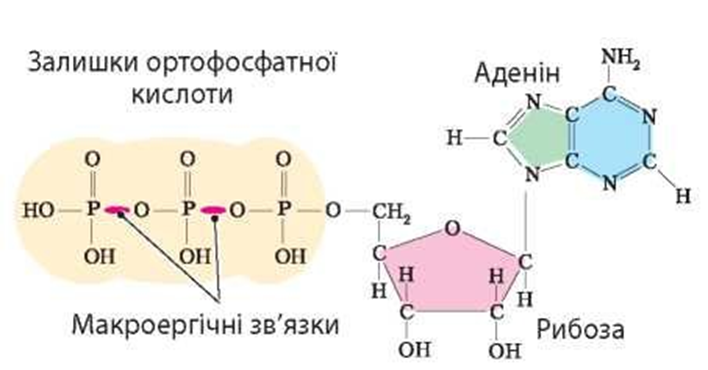 Залишки ортофосфатної
кислоти
Аденін
NH₂
N
C
C
N
H—C
C
C
N
N
H
O
O
O
HO—P—O—P—O—P—O—CH₂
OH
OH
OH
O
C
C
H
H
H
H
C
C
OH
OH
Макроергічні зв'язки
Рибоза